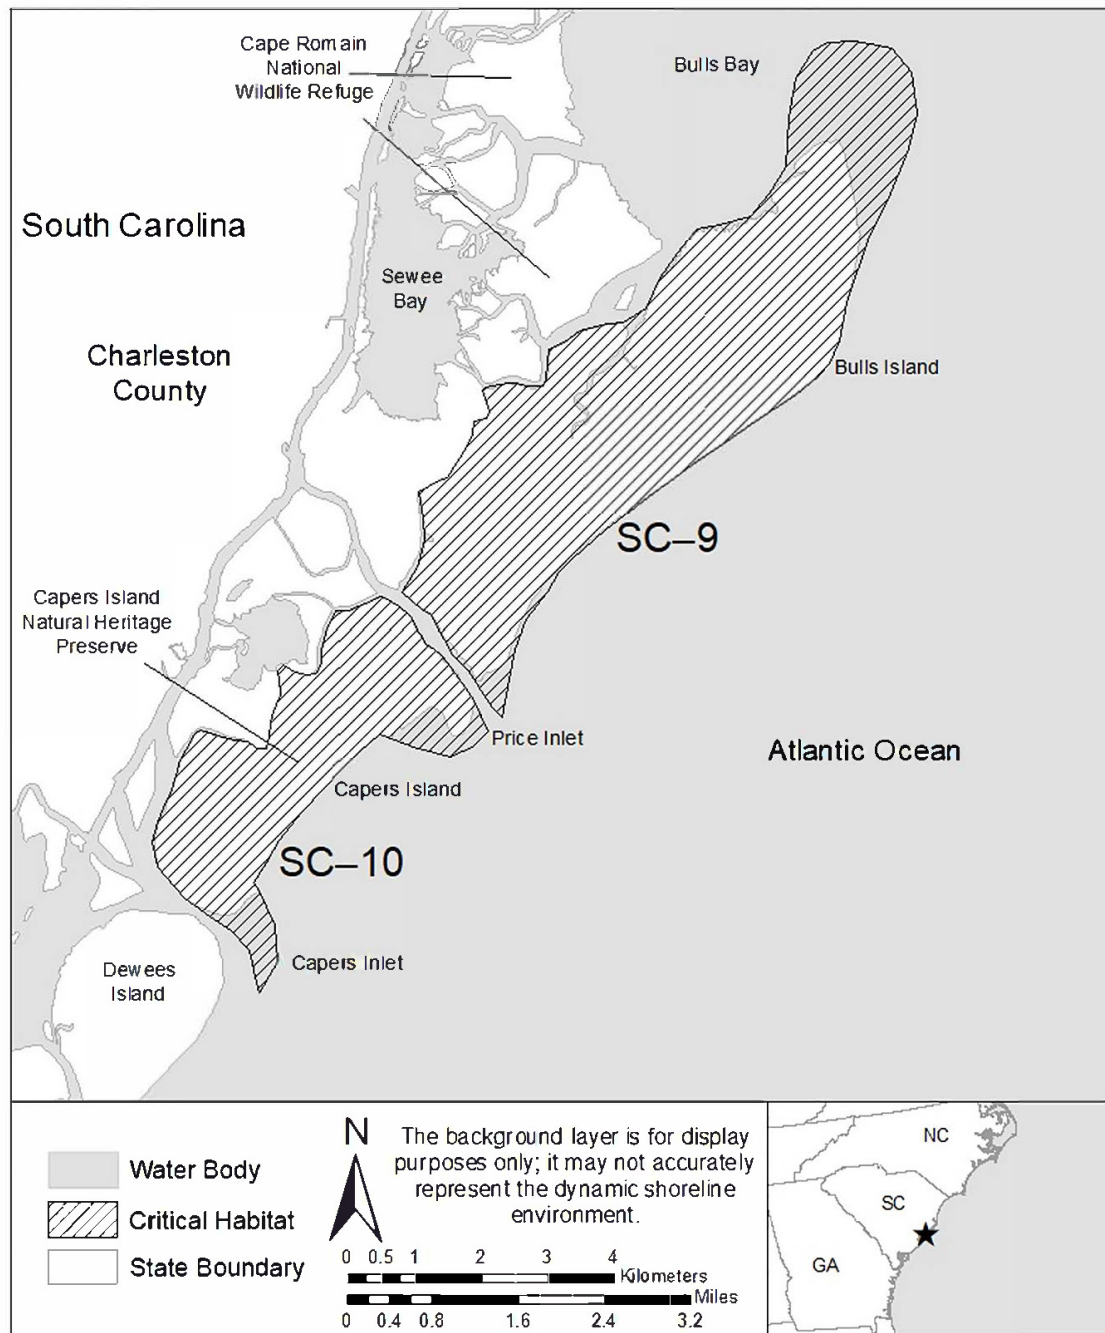 Cape Romain
National
Wildlife Refuge
Bulls Bay
South Carolina
Sewee
Bay
Charleston
County
Bulls Island
SC–9
Capers Island
Natural Heritage
Preserve
Price Inlet
Atlantic Ocean
Capers Island
SC–10
Capers Inlet
Dewees
Island
Water Body
Critical Habitat
State Boundary
N
The background layer is for display
purposes only; it may not accurately
represent the dynamic shoreline
environment.
0 0.5 1 2 3 4
Kilometers
Miles
0 0.4 0.8 1.6 2.4 3.2
NC
SC
GA